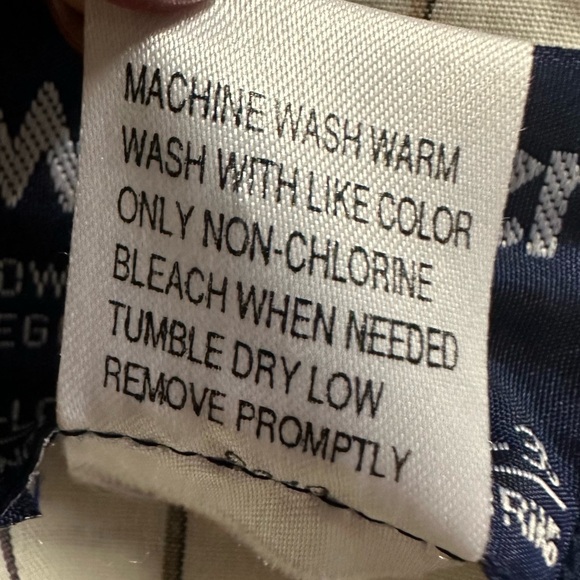 MACHINE WASH WARM
WASH WITH LIKE COLOR
ONLY NON-CHLORINE
BLEACH WHEN NEEDED
TUMBLE DRY LOW
REMOVE PROMPTLY